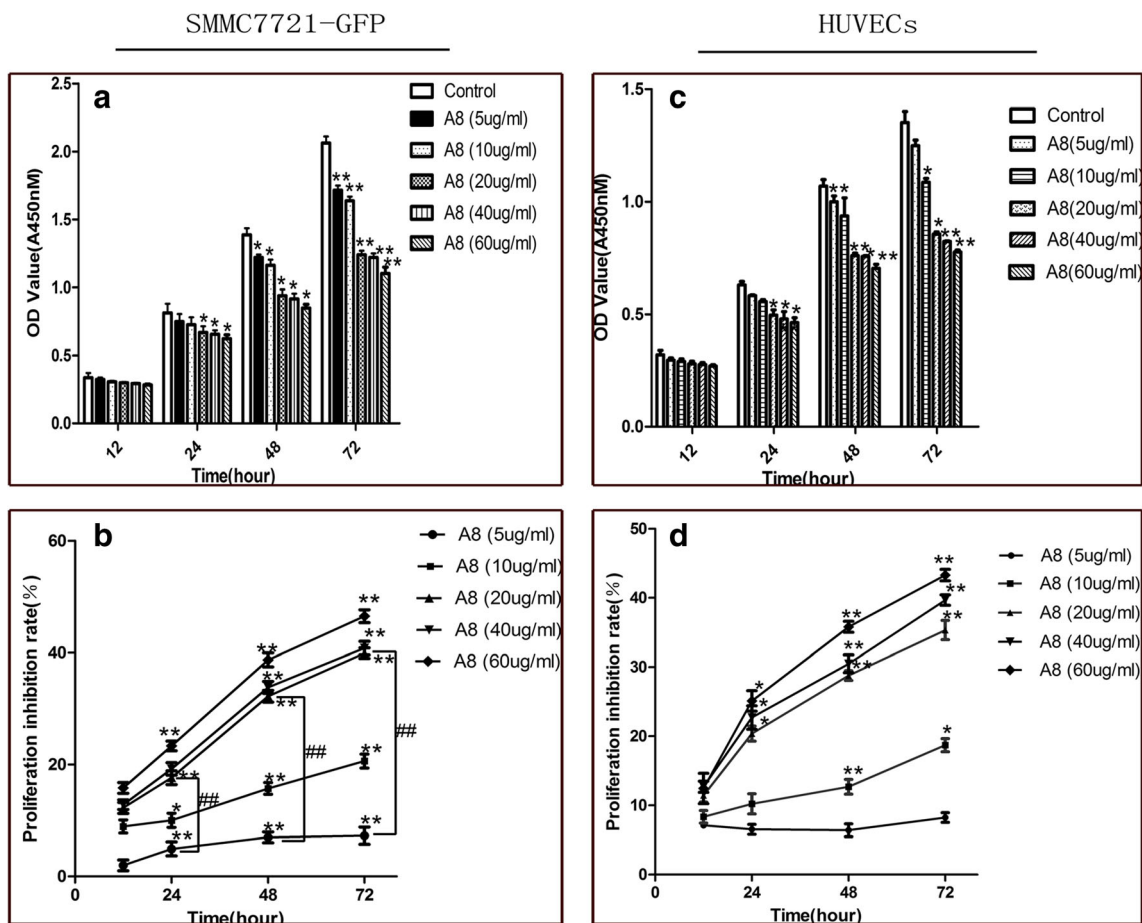 SMMC7721-GFP
HUVECs
a
OD Value(A450nM)
2.5
2.0
1.5
1.0
0.5
0.0
12
24
48
72
Time(hour)
Control
A8 (5ug/ml)
A8 (10ug/ml)
A8 (20ug/ml)
A8 (40ug/ml)
A8 (60ug/ml)
**
**
**
**
**
*
*
*
*
*
*
*
*
c
OD Value(A450nM)
1.5
1.0
0.5
0.0
12
24
48
72
Time(hour)
Control
A8(5ug/ml)
A8(10ug/ml)
A8(20ug/ml)
A8(40ug/ml)
A8(60ug/ml)
b
Proliferation inhibition rate(%)
60
40
20
0
0
24
48
72
Time(hour)
A8 (5ug/ml)
A8 (10ug/ml)
A8 (20ug/ml)
A8 (40ug/ml)
A8 (60ug/ml)
##
##
##
d
Proliferation inhibition rate(%)
50
40
30
20
10
0
0
24
48
72
Time(hour)
A8 (5ug/ml)
A8 (10ug/ml)
A8 (20ug/ml)
A8 (40ug/ml)
A8 (60ug/ml)